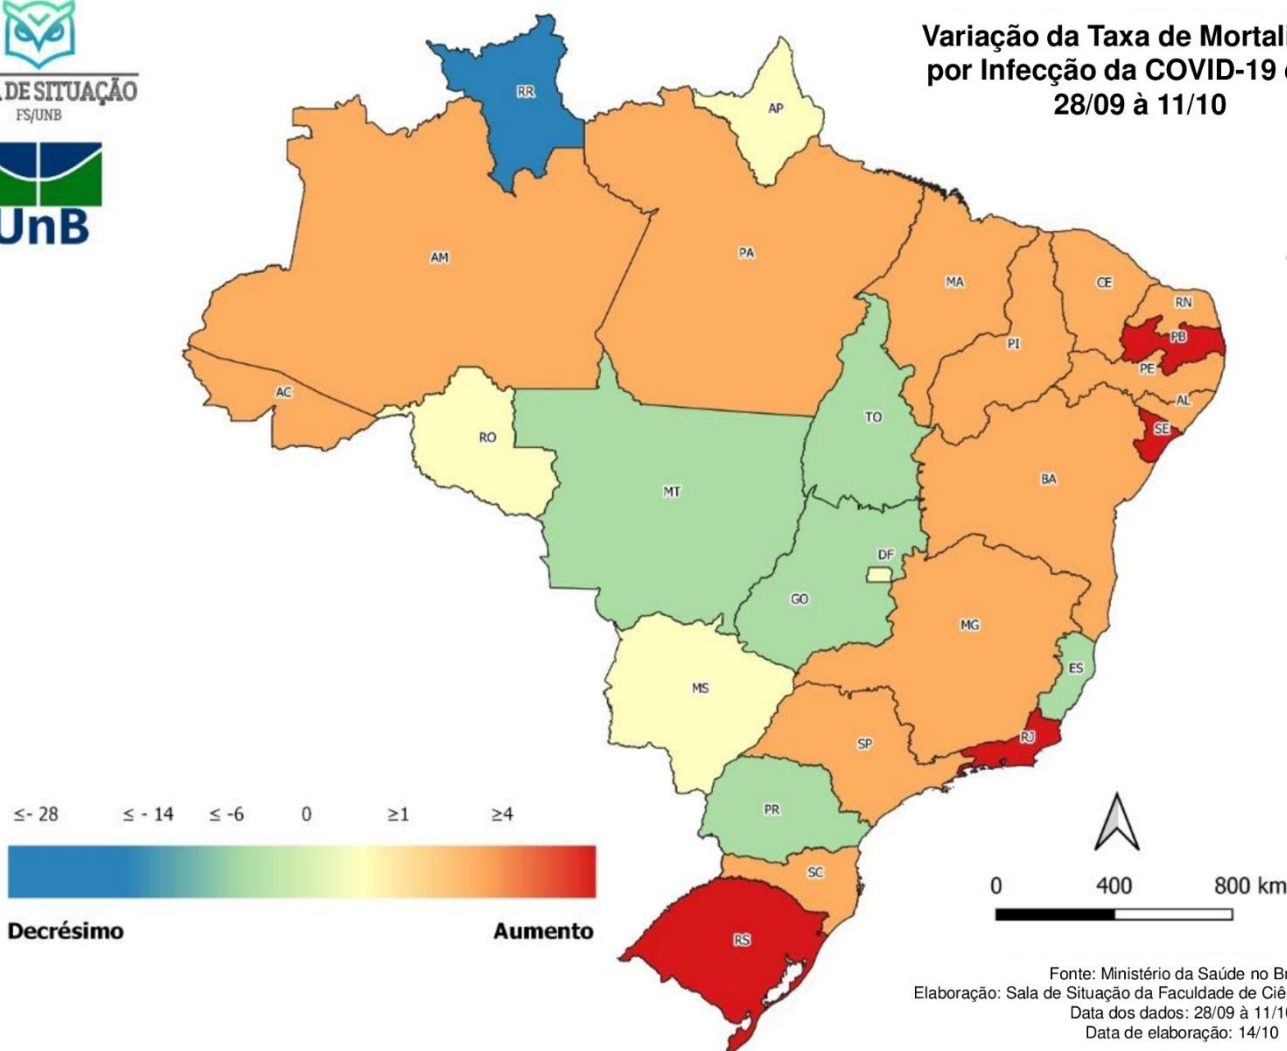 DE SITUAÇÃO
FS/UNB
UnB
Variação da Taxa de Mortali
por Infecção da COVID-19
28/09 à 11/10
RR
AP
AM
PA
MA
CE
RN
PB
PI
PE
AC
AL
TO
SE
RO
BA
MT
DF
GO
MG
ES
MS
RJ
SP
PR
SC
RS
≤- 28
≤ - 14
≤ -6
0
≥1
≥4
Decrésimo
Aumento
0 400 800 km
Fonte: Ministério da Saúde no Br
Elaboração: Sala de Situação da Faculdade de Ciê
Data dos dados: 28/09 à 11/10
Data de elaboração: 14/10